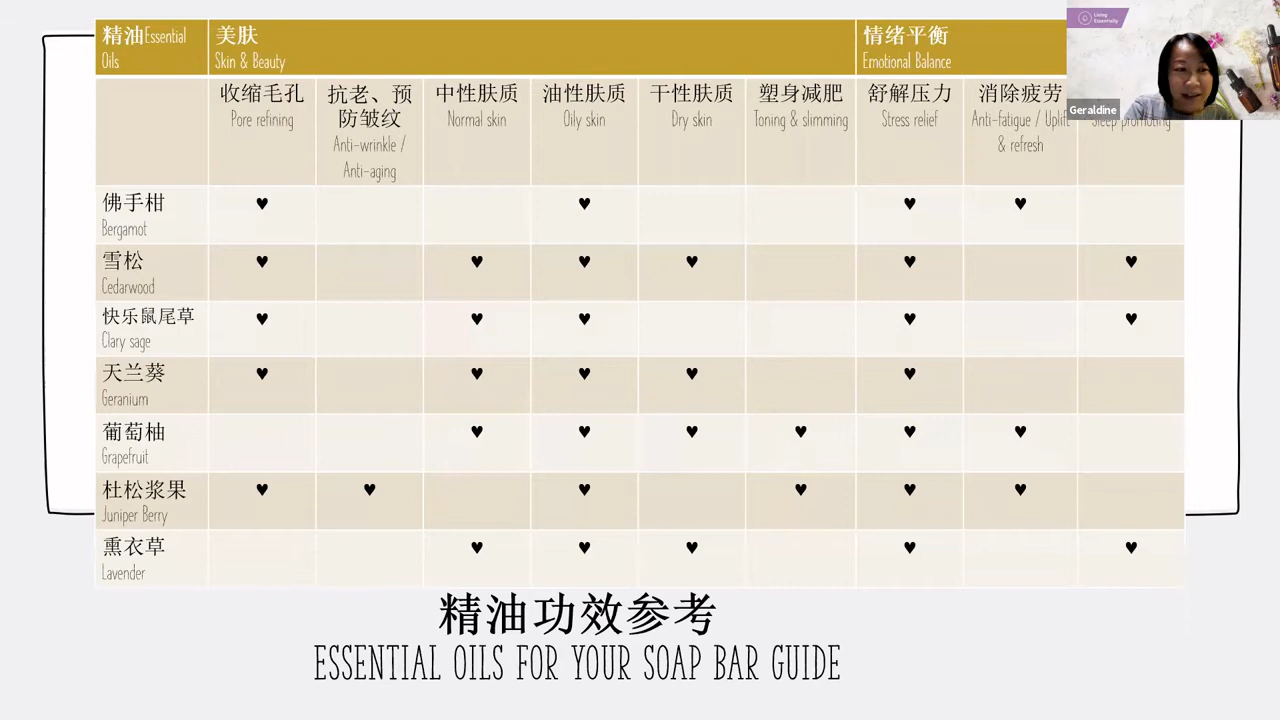 精油Essential
Oils
美肤
Skin & Beauty
情绪平衡
Emotional Balance
Living
Essentially
Geraldine
收缩毛孔
Pore refining
抗老、预
防皱纹
Anti-wrinkle /
Anti-aging
中性肤质
Normal skin
油性肤质
Oily skin
干性肤质
Dry skin
塑身减肥
Toning & slimming
舒解压力
Stress relief
消除疲劳
Anti-fatigue / Uplift
& refresh
Sleep promoting
佛手柑
Bergamot
♥ ♥ ♥ ♥
雪松
Cedarwood
♥ ♥ ♥ ♥ ♥ ♥
快乐鼠尾草
Clary sage
♥ ♥ ♥ ♥ ♥
天兰葵
Geranium
♥ ♥ ♥ ♥ ♥
葡萄柚
Grapefruit
♥ ♥ ♥ ♥ ♥ ♥
杜松浆果
Juniper Berry
♥ ♥ ♥ ♥ ♥ ♥
熏衣草
Lavender
♥ ♥ ♥ ♥ ♥
精油功效参考
ESSENTIAL OILS FOR YOUR SOAP BAR GUIDE